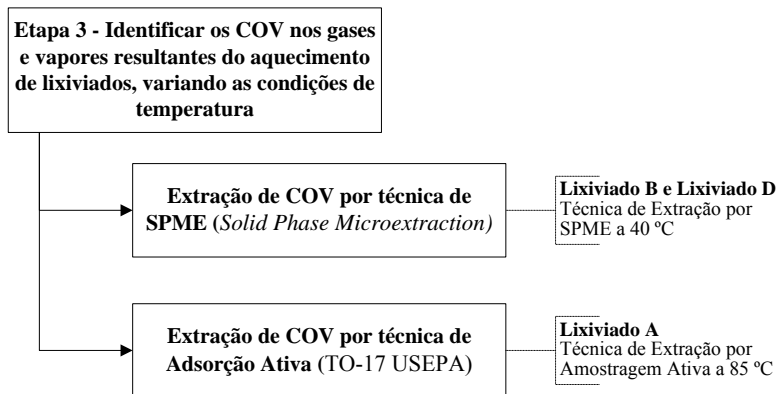 Etapa 3 - Identificar os COV nos gases
e vapores resultantes do aquecimento
de lixiviados, variando as condições de
temperatura
Extração de COV por técnica de
SPME (Solid Phase Microextraction)
Lixiviado B e Lixiviado D
Técnica de Extração por
SPME a 40 ºC
Extração de COV por técnica de
Adsorção Ativa (TO-17 USEPA)
Lixiviado A
Técnica de Extração por
Amostragem Ativa a 85 ºC